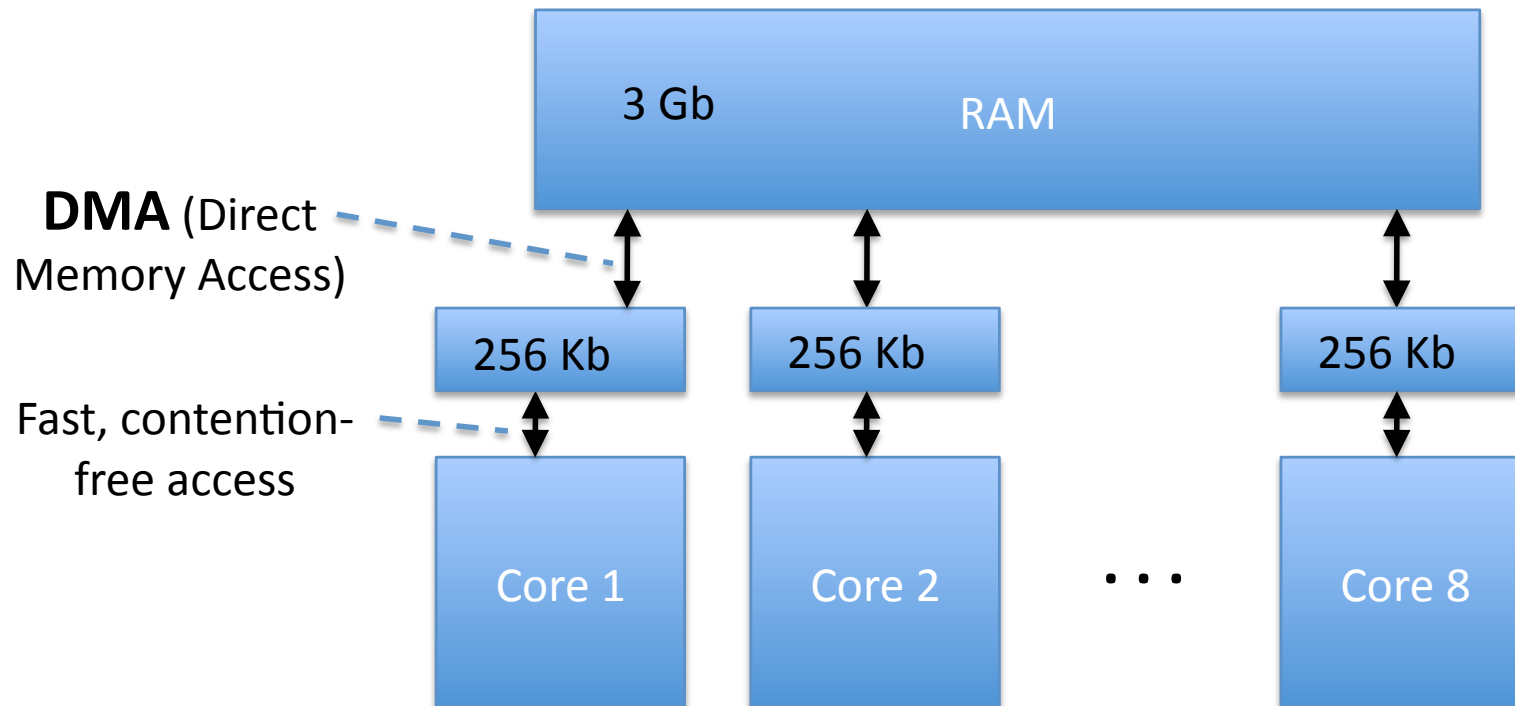 3 Gb
RAM
DMA (Direct
Memory Access)
256 Kb
256 Kb
256 Kb
Fast, contention-
free access
Core 1
Core 2
. . .
Core 8